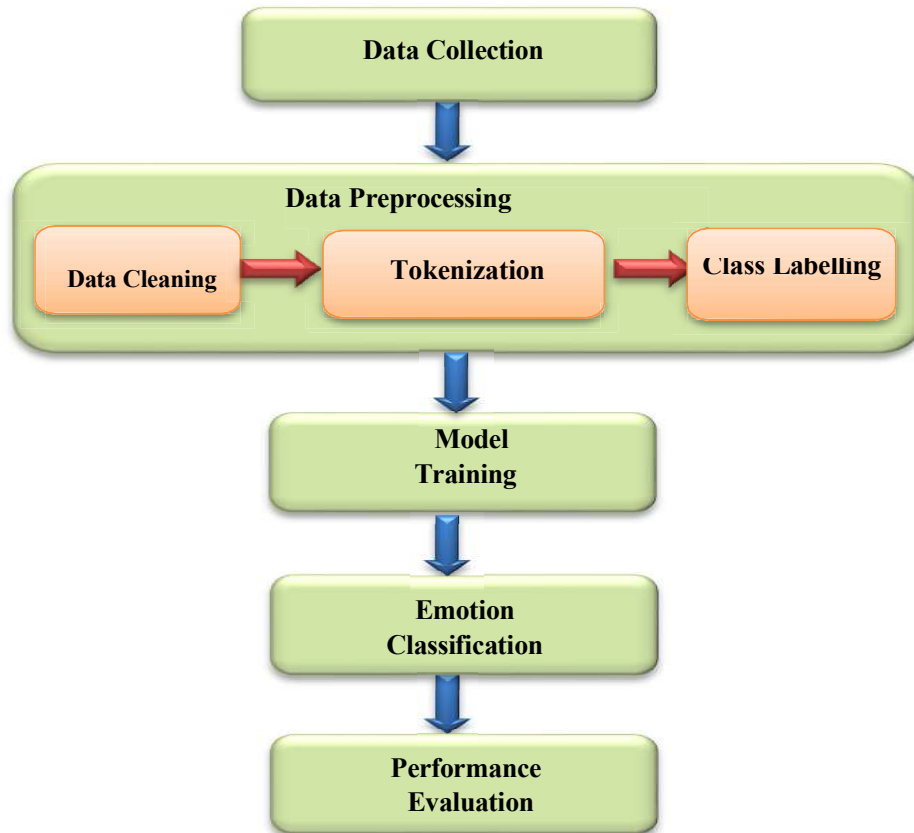 Data Collection
Data Preprocessing
Data Cleaning
Tokenization
Class Labelling
Model
Training
Emotion
Classification
Performance
Evaluation